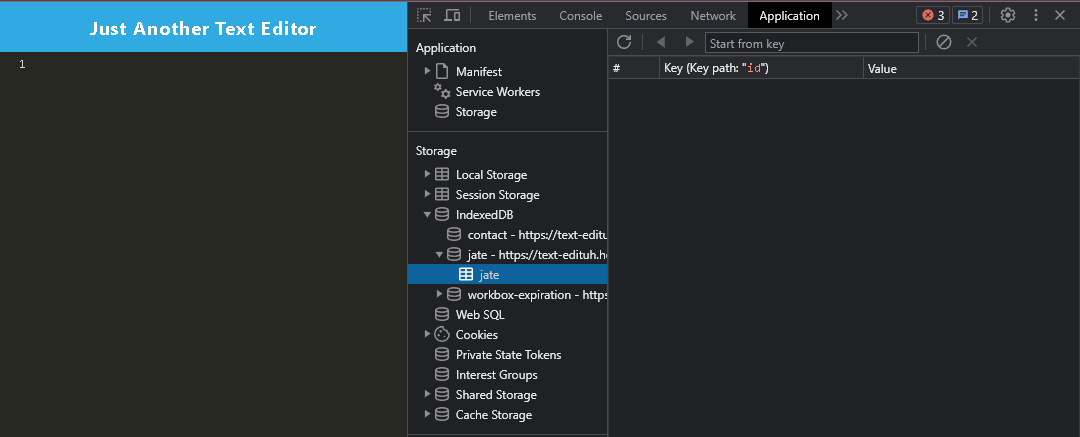 Just Another Text Editor
1
Elements Console Sources Network Application 3 2
Application
Manifest
Service Workers
Storage
Storage
Local Storage
Session Storage
IndexedDB
contact - https://text-editu
jate - https://text-edituh.he
jate
workbox-expiration - https
Web SQL
Cookies
Private State Tokens
Interest Groups
Shared Storage
Cache Storage
Start from key
# Key (Key path: "id") Value